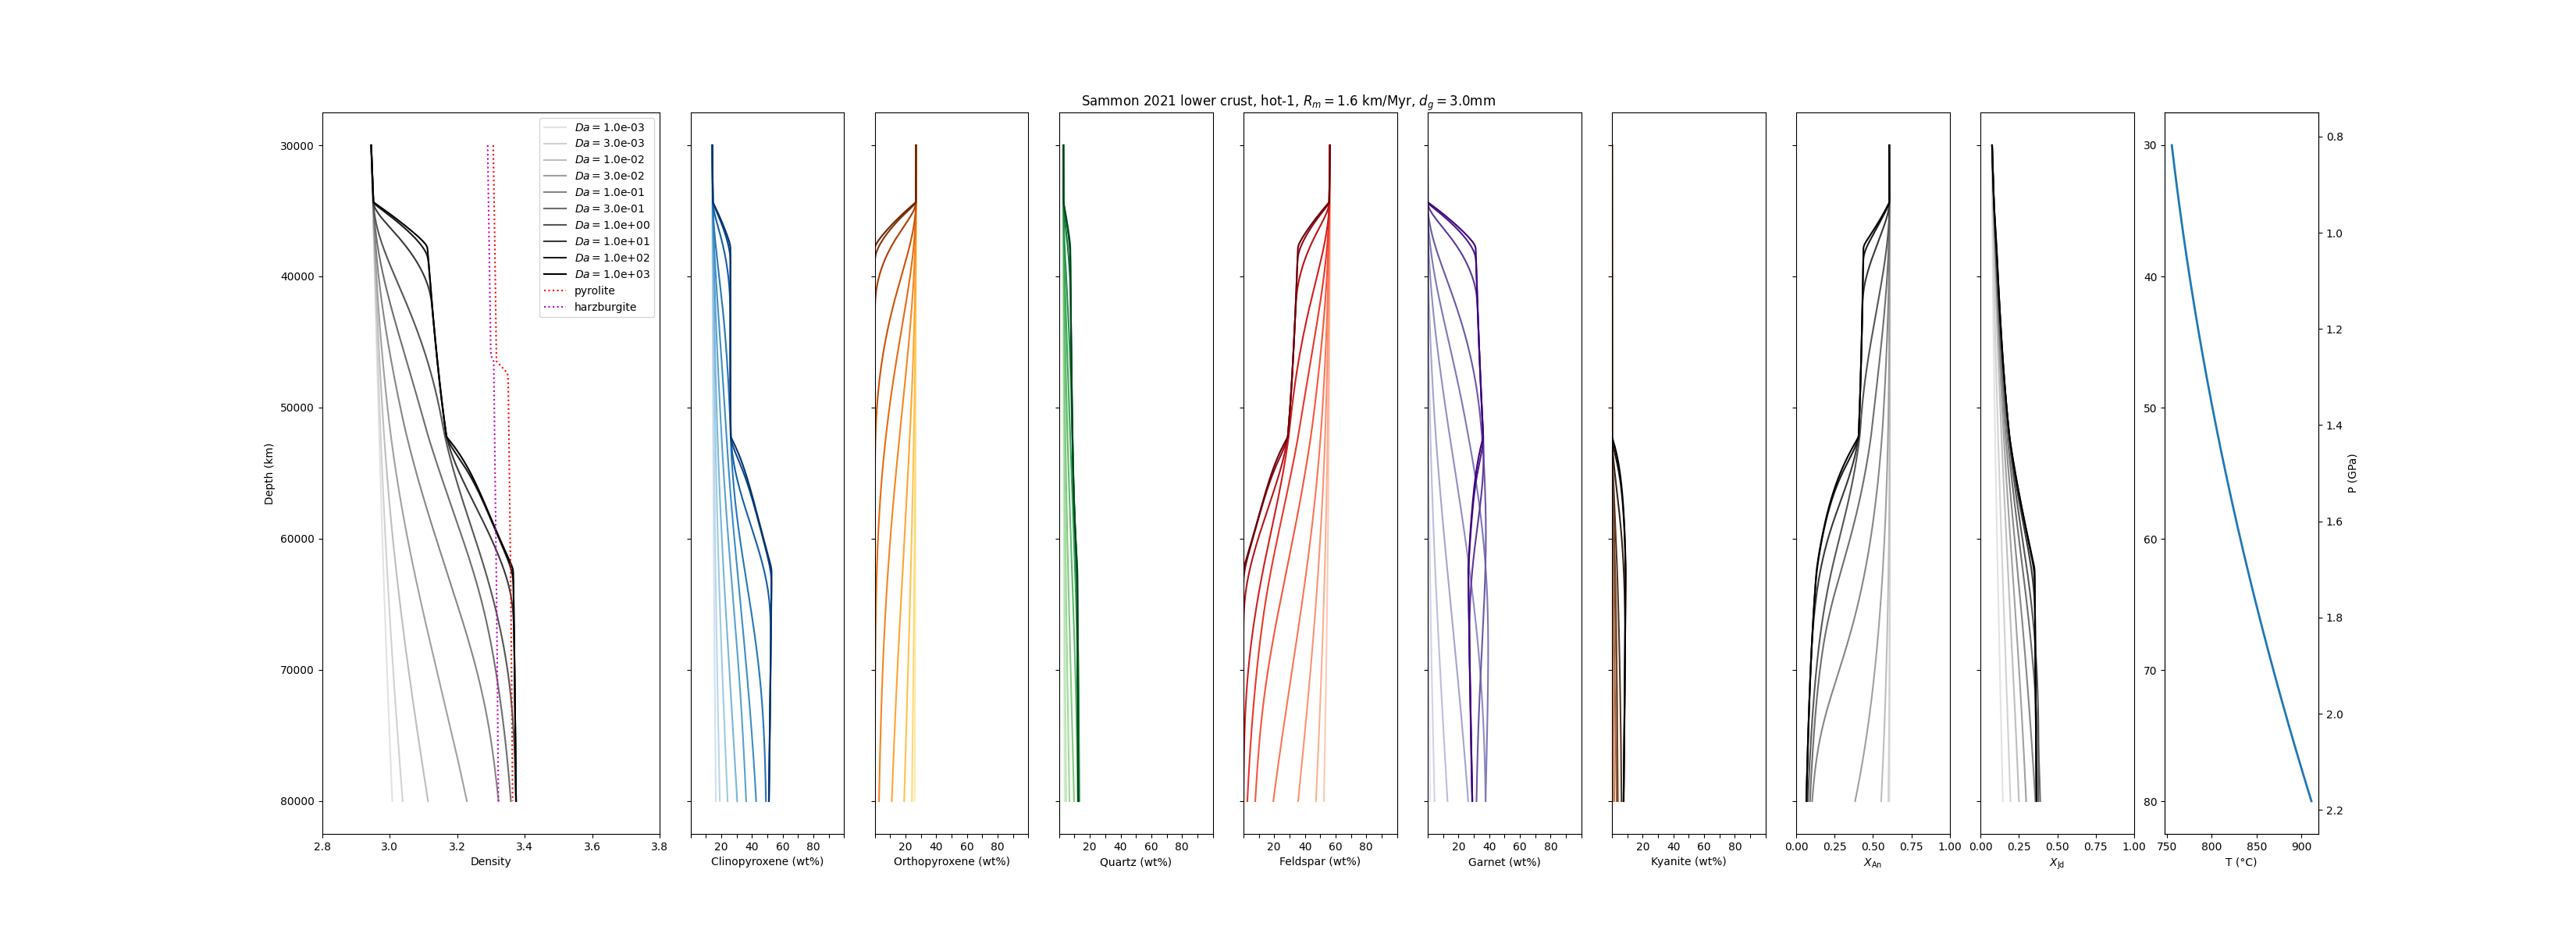 Sammon 2021 lower crust, hot-1, R_m = 1.6 km/Myr, d_g = 3.0mm
Da = 1.0e-03
Da = 3.0e-03
Da = 1.0e-02
Da = 3.0e-02
Da = 1.0e-01
Da = 3.0e-01
Da = 1.0e+00
Da = 1.0e+01
Da = 1.0e+02
Da = 1.0e+03
pyrolite
harzburgite
Depth (km)
30000
40000
50000
60000
70000
80000
2.8 3.0 3.2 3.4 3.6 3.8
Density
20 40 60 80
Clinopyroxene (wt%)
20 40 60 80
Orthopyroxene (wt%)
20 40 60 80
Quartz (wt%)
20 40 60 80
Feldspar (wt%)
20 40 60 80
Garnet (wt%)
20 40 60 80
Kyanite (wt%)
0.00 0.25 0.50 0.75 1.00
X_An
0.00 0.25 0.50 0.75 1.00
X_Jd
30
40
50
60
70
80
750 800 850 900
T (°C)
0.8
1.0
1.2
1.4
1.6
1.8
2.0
2.2
P (GPa)